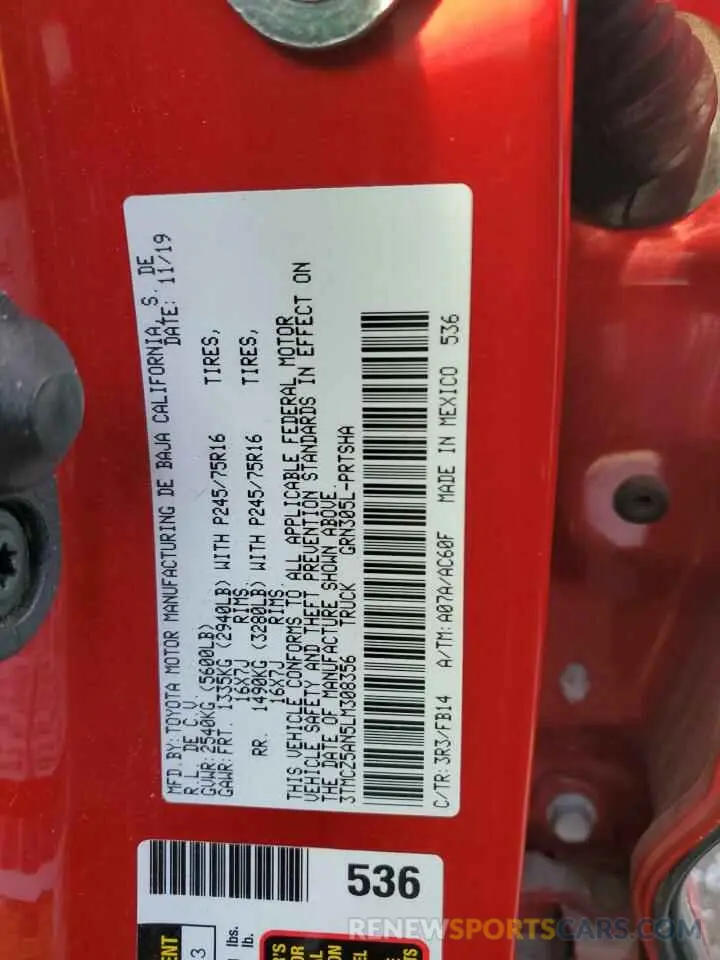 MFD.BY:TOYOTA MOTOR MANUFACTURING DE BAJA CALIFORNIA, S. DE
R.L. DE C.V. DATE: 11/19
GVWR:2540KG (5600LB)
GAWR:FRT. 1335KG (2940LB) WITH P245/75R16 TIRES,
16X7J RIMS
RR. 1490KG (3280LB) WITH P245/75R16 TIRES,
16X7J RIMS.
THIS VEHICLE CONFORMS TO ALL APPLICABLE FEDERAL MOTOR
VEHICLE SAFETY AND THEFT PREVENTION STANDARDS IN EFFECT ON
THE DATE OF MANUFACTURE SHOWN ABOVE.
3TMCZ5AN5LM308356 TRUCK GRN305L-PRTSHA
C/TR:3R3/FB14 A/TM:A07A/AC60F MADE IN MEXICO 536
536
lbs.
lb.
3
RENEWSPORTSCARS.COM